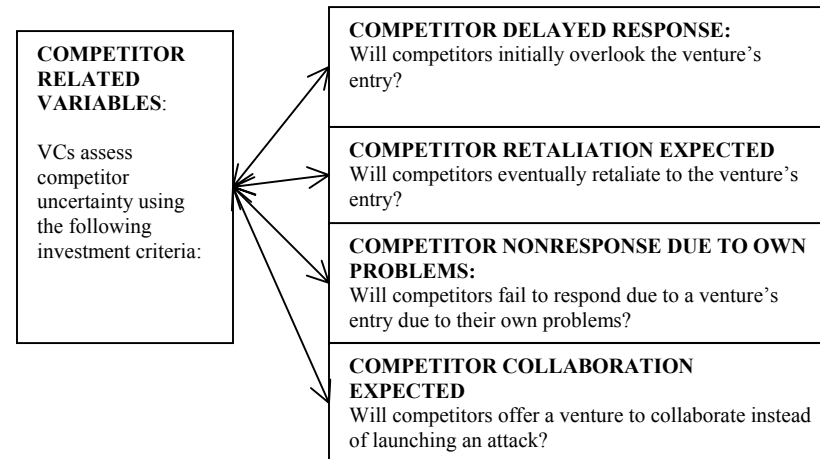 COMPETITOR
RELATED
VARIABLES:
VCs assess
competitor
uncertainty using
the following
investment criteria:
COMPETITOR DELAYED RESPONSE:
Will competitors initially overlook the venture's
entry?
COMPETITOR RETALIATION EXPECTED
Will competitors eventually retaliate to the venture's
entry?
COMPETITOR NONRESPONSE DUE TO OWN
PROBLEMS:
Will competitors fail to respond due to a venture's
entry due to their own problems?
COMPETITOR COLLABORATION
EXPECTED
Will competitors offer a venture to collaborate instead
of launching an attack?